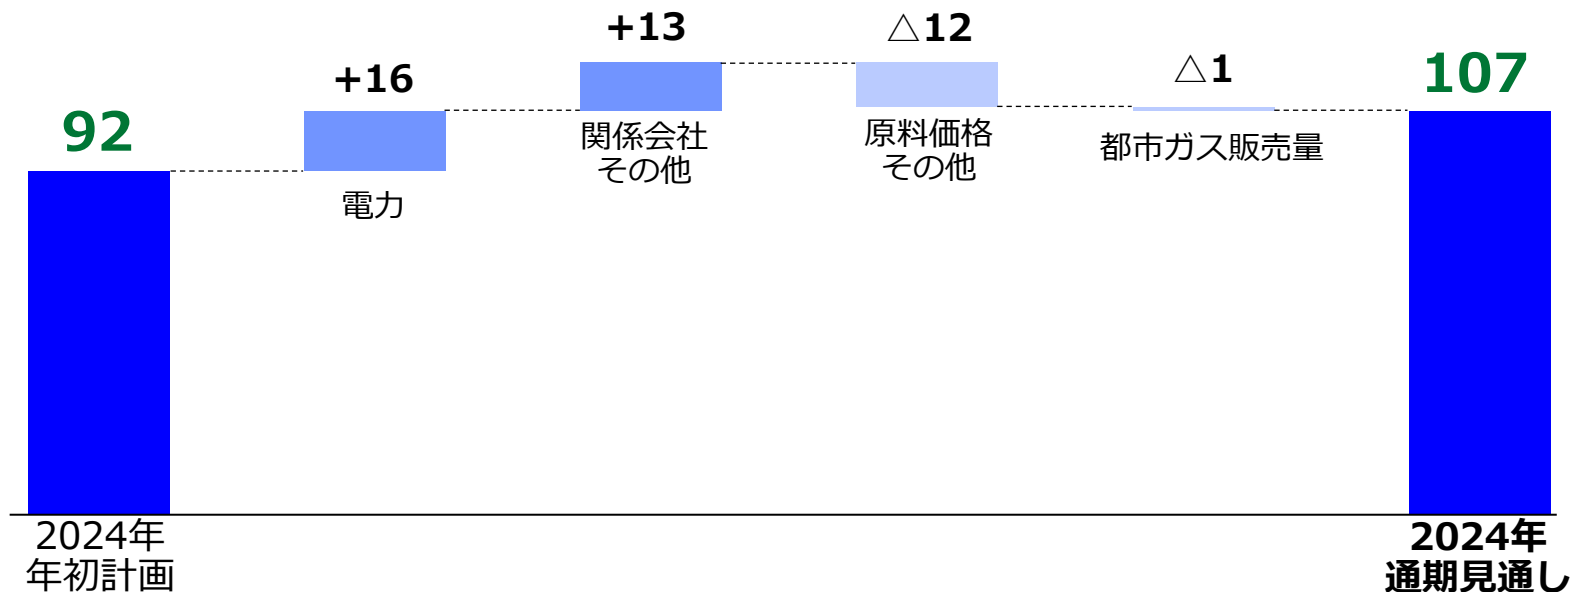 92
+16
+13
△12
△1
107
電力
関係会社
その他
原料価格
その他
都市ガス販売量
2024年
年初計画
2024年
通期見通し